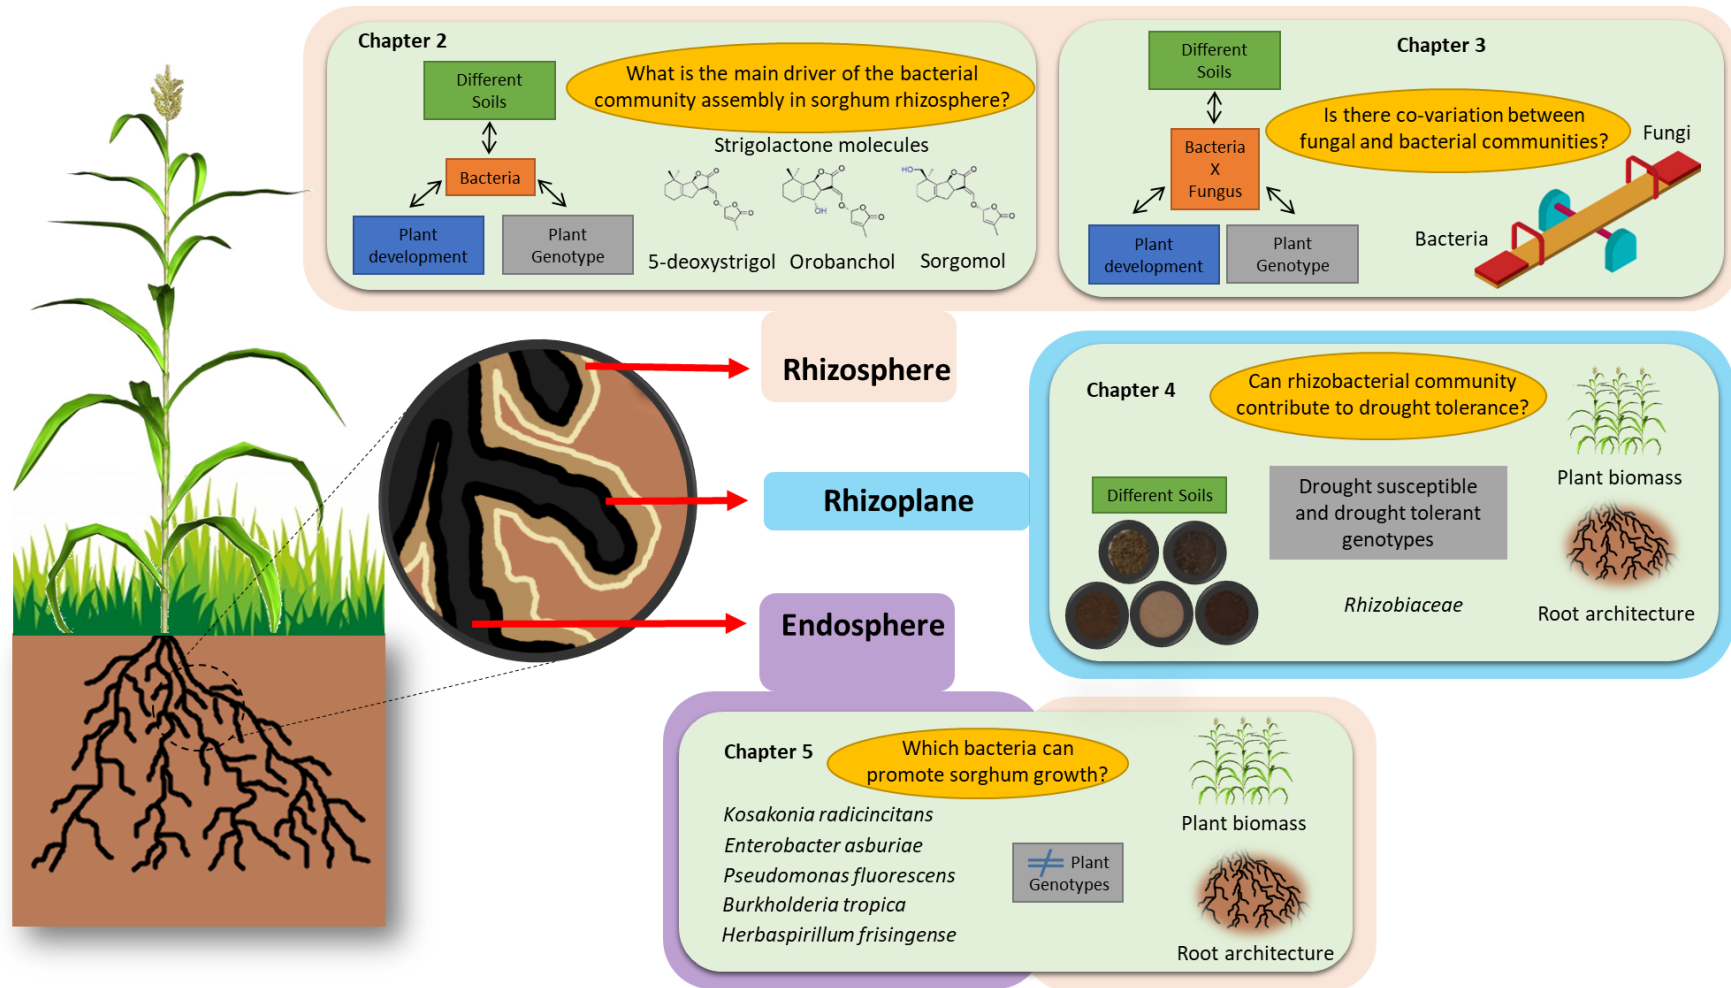 Chapter 2
Different
Soils
What is the main driver of the bacterial
community assembly in sorghum rhizosphere?
Strigolactone molecules
Bacteria
Plant
development
Plant
Genotype
OH
HO
5-deoxystrigol
Orobanchol
Sorgomol
Chapter 3
Different
Soils
Is there co-variation between
fungal and bacterial communities?
Bacteria
X
Fungus
Plant
development
Plant
Genotype
Fungi
Bacteria
Rhizosphere
Rhizoplane
Endosphere
Chapter 4
Can rhizobacterial community
contribute to drought tolerance?
Different Soils
Drought susceptible
and drought tolerant
genotypes
Rhizobiaceae
Plant biomass
Root architecture
Chapter 5
Which bacteria can
promote sorghum growth?
Kosakonia radicincitans
Enterobacter asburiae
Pseudomonas fluorescens
Burkholderia tropica
Herbaspirillum frisingense
≠ Plant
Genotypes
Plant biomass
Root architecture